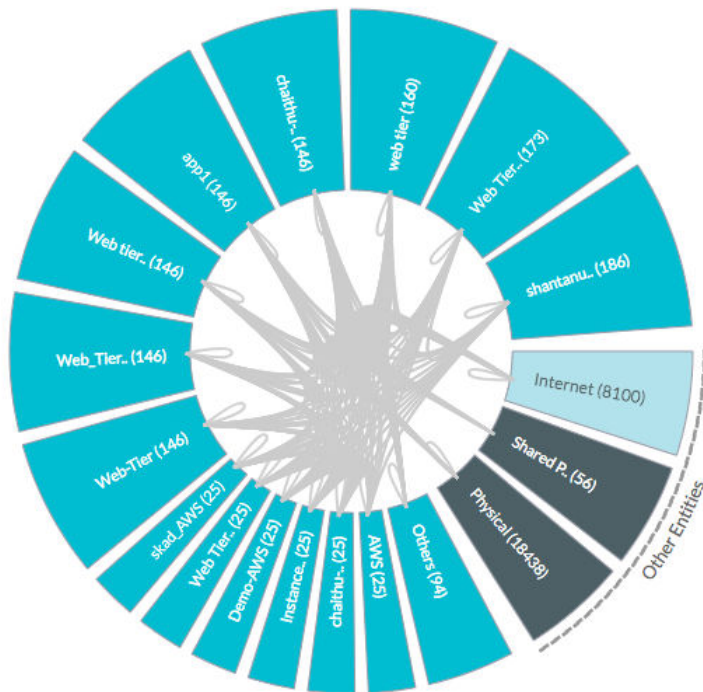 chaithu-.. (146)
web tier (160)
Web Tier.. (173)
shantanu.. (186)
Internet (8100)
Shared P.. (56)
Physical (18438)
Other Entities
Others (94)
AWS (25)
chaithu-.. (25)
Instance.. (25)
Demo-AWS (25)
Web Tier.. (25)
skad_AWS (25)
Web-Tier (146)
Web_Tier.. (146)
Web tier.. (146)
app1 (146)